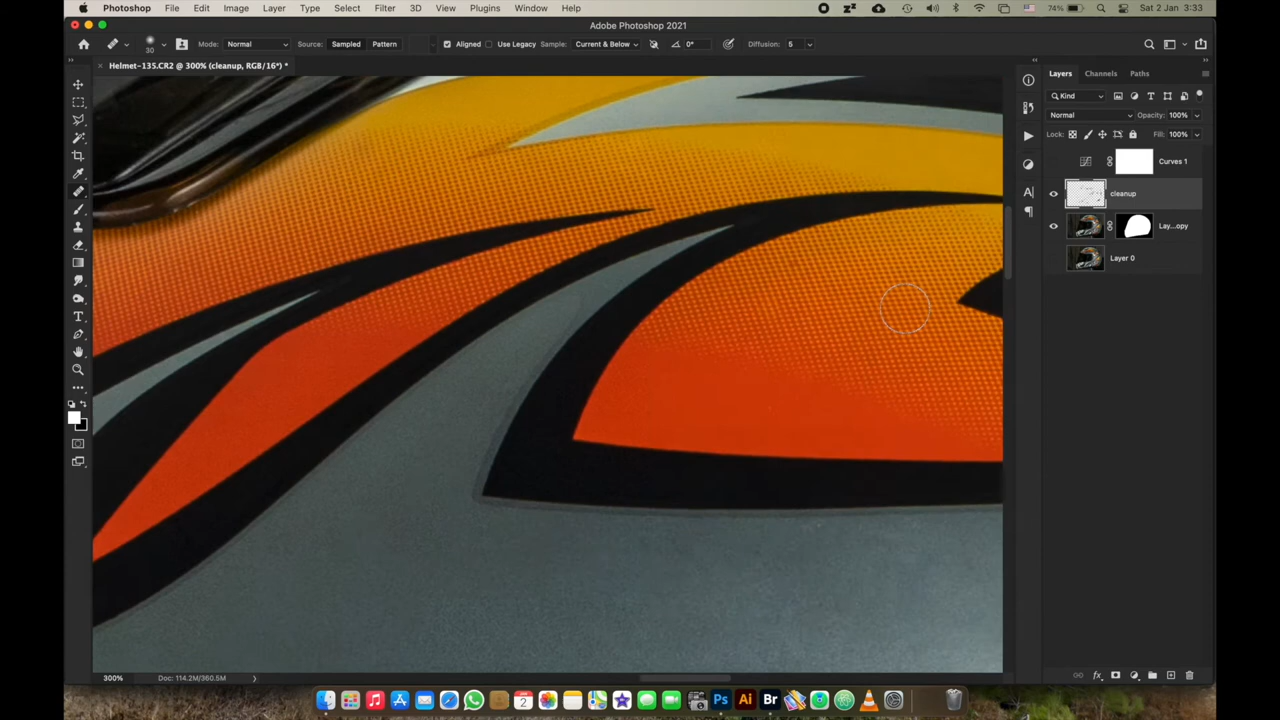 Photoshop File Edit Image Layer Type Select Filter 3D View Plugins Window Help 74% Sat 2 Jan 3:33
Adobe Photoshop 2021
30 Mode: Normal Source: Sampled Pattern Aligned Use Legacy Sample: Current & Below 0° Diffusion: 5
Helmet-135.CR2 @ 300% (cleanup, RGB/16*) *
Layers Channels Paths
Kind
Normal Opacity: 100%
Lock: Fill: 100%
Curves 1
cleanup
Lay...opy
Layer 0
300% Doc: 114.2M/360.5M